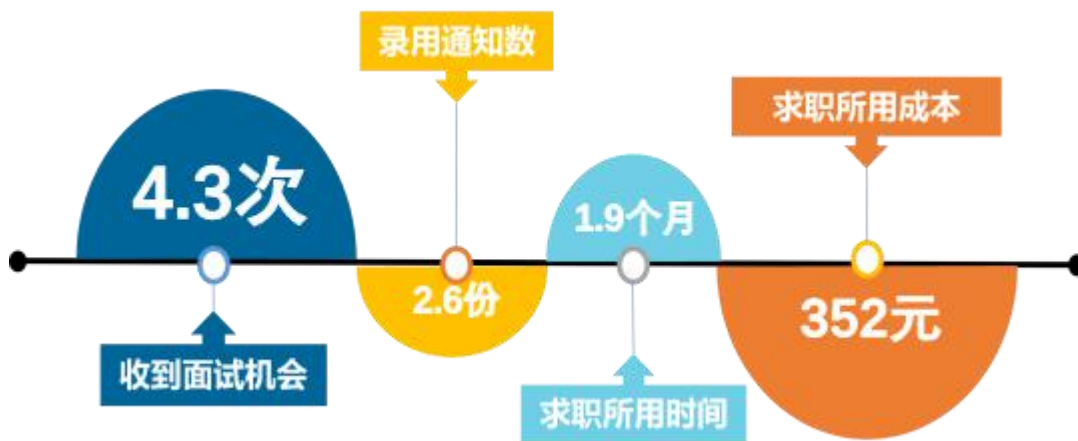 录用通知数
求职所用成本
4.3次
1.9个月
2.6份
352元
收到面试机会
求职所用时间